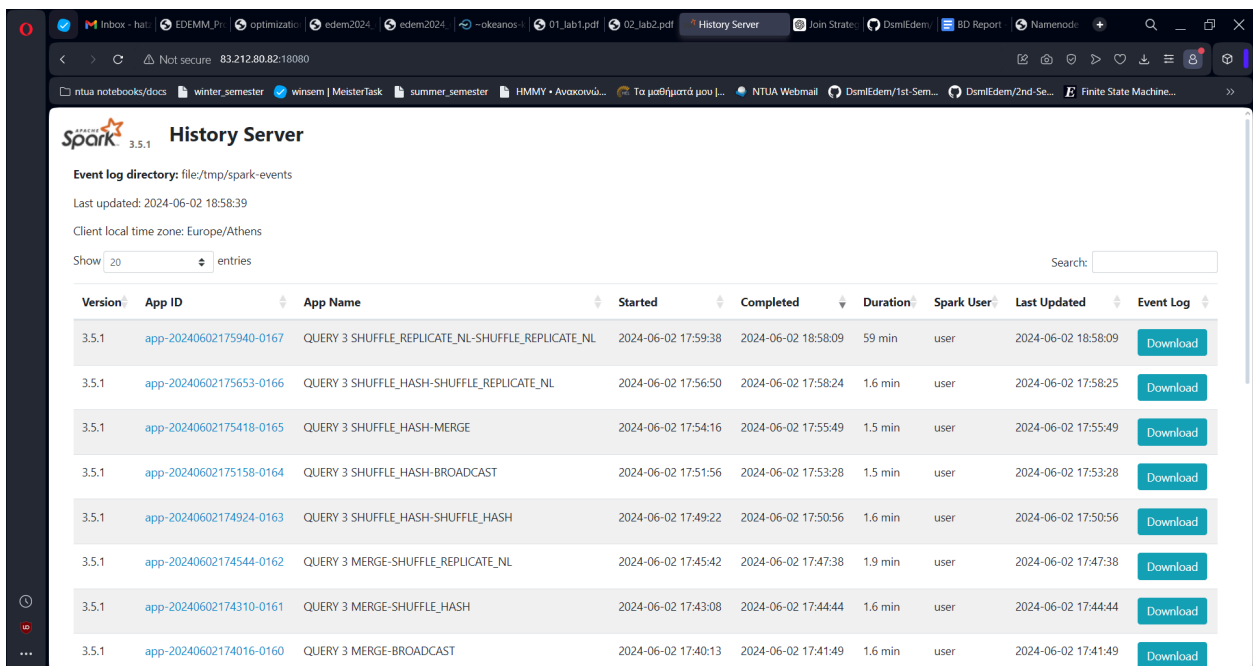 Inbox - hat
EDEMM_Pr
optimizatio
edem2024_
edem2024_
~okeanos-k
01_lab1.pdf
02_lab2.pdf
History Server
Join Strateg
DsmlEdem/
BD Report
Namenode
Not secure 83.212.80.82:18080
ntua notebooks/docs
winter_semester
winsem | MeisterTask
summer_semester
HMMY • Ανακοινώ...
Τα μαθήματά μου |...
NTUA Webmail
DsmlEdem/1st-Sem...
DsmlEdem/2nd-Se...
Finite State Machine...
APACHE Spark 3.5.1 History Server
Event log directory: file:/tmp/spark-events
Last updated: 2024-06-02 18:58:39
Client local time zone: Europe/Athens
Show 20 entries Search:
Version App ID App Name Started Completed Duration Spark User Last Updated Event Log
3.5.1 app-20240602175940-0167 QUERY 3 SHUFFLE_REPLICATE_NL-SHUFFLE_REPLICATE_NL 2024-06-02 17:59:38 2024-06-02 18:58:09 59 min user 2024-06-02 18:58:09 Download
3.5.1 app-20240602175653-0166 QUERY 3 SHUFFLE_HASH-SHUFFLE_REPLICATE_NL 2024-06-02 17:56:50 2024-06-02 17:58:24 1.6 min user 2024-06-02 17:58:25 Download
3.5.1 app-20240602175418-0165 QUERY 3 SHUFFLE_HASH-MERGE 2024-06-02 17:54:16 2024-06-02 17:55:49 1.5 min user 2024-06-02 17:55:49 Download
3.5.1 app-20240602175158-0164 QUERY 3 SHUFFLE_HASH-BROADCAST 2024-06-02 17:51:56 2024-06-02 17:53:28 1.5 min user 2024-06-02 17:53:28 Download
3.5.1 app-20240602174924-0163 QUERY 3 SHUFFLE_HASH-SHUFFLE_HASH 2024-06-02 17:49:22 2024-06-02 17:50:56 1.6 min user 2024-06-02 17:50:56 Download
3.5.1 app-20240602174544-0162 QUERY 3 MERGE-SHUFFLE_REPLICATE_NL 2024-06-02 17:45:42 2024-06-02 17:47:38 1.9 min user 2024-06-02 17:47:38 Download
3.5.1 app-20240602174310-0161 QUERY 3 MERGE-SHUFFLE_HASH 2024-06-02 17:43:08 2024-06-02 17:44:44 1.6 min user 2024-06-02 17:44:44 Download
3.5.1 app-20240602174016-0160 QUERY 3 MERGE-BROADCAST 2024-06-02 17:40:13 2024-06-02 17:41:49 1.6 min user 2024-06-02 17:41:49 Download